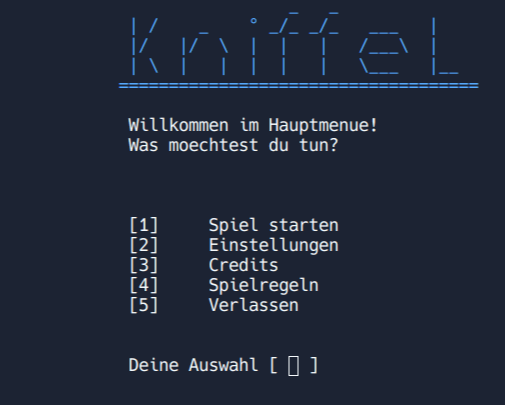 Kniffel
Willkommen im Hauptmenue!
Was moechtest du tun?
[1] Spiel starten
[2] Einstellungen
[3] Credits
[4] Spielregeln
[5] Verlassen
Deine Auswahl [ ]